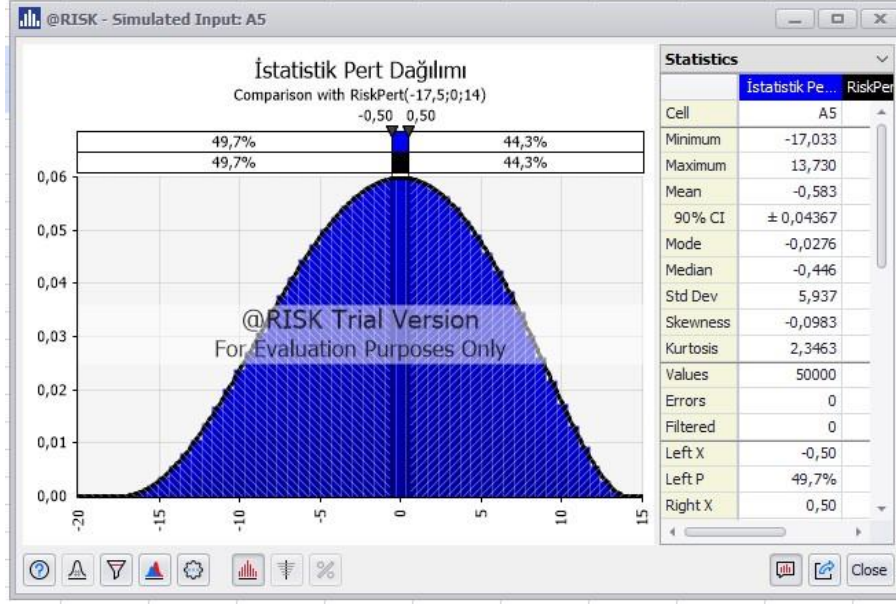 @RISK - Simulated Input: A5
İstatistik Pert Dağılımı
Comparison with RiskPert(-17,5;0;14)
-0,50 0,50
49,7% 44,3%
49,7% 44,3%
0,06
0,05
0,04
0,03
0,02
0,01
0,00
-20 -15 -10 -5 0 5 10 15
@RISK Trial Version
For Evaluation Purposes Only
Statistics
İstatistik Pe... RiskPer
Cell A5
Minimum -17,033
Maximum 13,730
Mean -0,583
90% CI ± 0,04367
Mode -0,0276
Median -0,446
Std Dev 5,937
Skewness -0,0983
Kurtosis 2,3463
Values 50000
Errors 0
Filtered 0
Left X -0,50
Left P 49,7%
Right X 0,50
Close